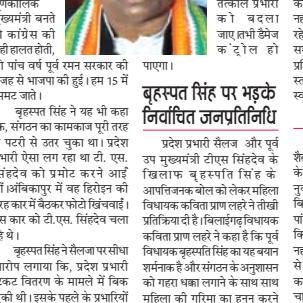 णकालिक
ख्यमंत्री बनते
कांग्रेस को
ही हालत होती,
पांच वर्ष पूर्व रमन सरकार की
जह से भाजपा की हुई। हम 15 में
समट जाते।
बृहस्पत सिंह ने यह भी कहा
क, संगठन का कामकाज पूरी तरह
पटरी से उतर चुका था। प्रदेश
भारी ऐसा लग रहा था टी. एस.
संहदेव को प्रमोट करने आई
ीं।अंबिकापुर में वह हिरोइन की
रह कार में बैठकर फोटो खिंचवाईं।
स कार को टी.एस. सिंहदेव चला
हे थे।
बृहस्पत सिंह ने सैलजा पर सीधा
ारोप लगाया कि, प्रदेश प्रभारी
टकट वितरण के मामले में बिक
की थी। इसके पहले के प्रभारियों
तत्काल प्रभारी
को बदला
जाए तभी डैमेज
कंट्रोल हो
पाएगा।
बृहस्पत सिंह पर भड़के
निर्वाचित जनप्रतिनिधि
प्रदेश प्रभारी सैलजा और पूर्व
उप मुख्यमंत्री टीएस सिंहदेव के
खिलाफ बृहस्पति सिंह के
आपत्तिजनक बोल को लेकर महिला
विधायक कविता प्राण लहरे ने तीखी
प्रतिक्रिया दी है। बिलाईगढ़ विधायक
कविता प्राण लहरे ने कहा है कि पूर्व
विधायक बृहस्पति सिंह का यह बयान
शर्मनाक है और संगठन के अनुशासन
को गहरा धक्का लगाने के साथ साथ
महिला की गरिमा का हनन करने